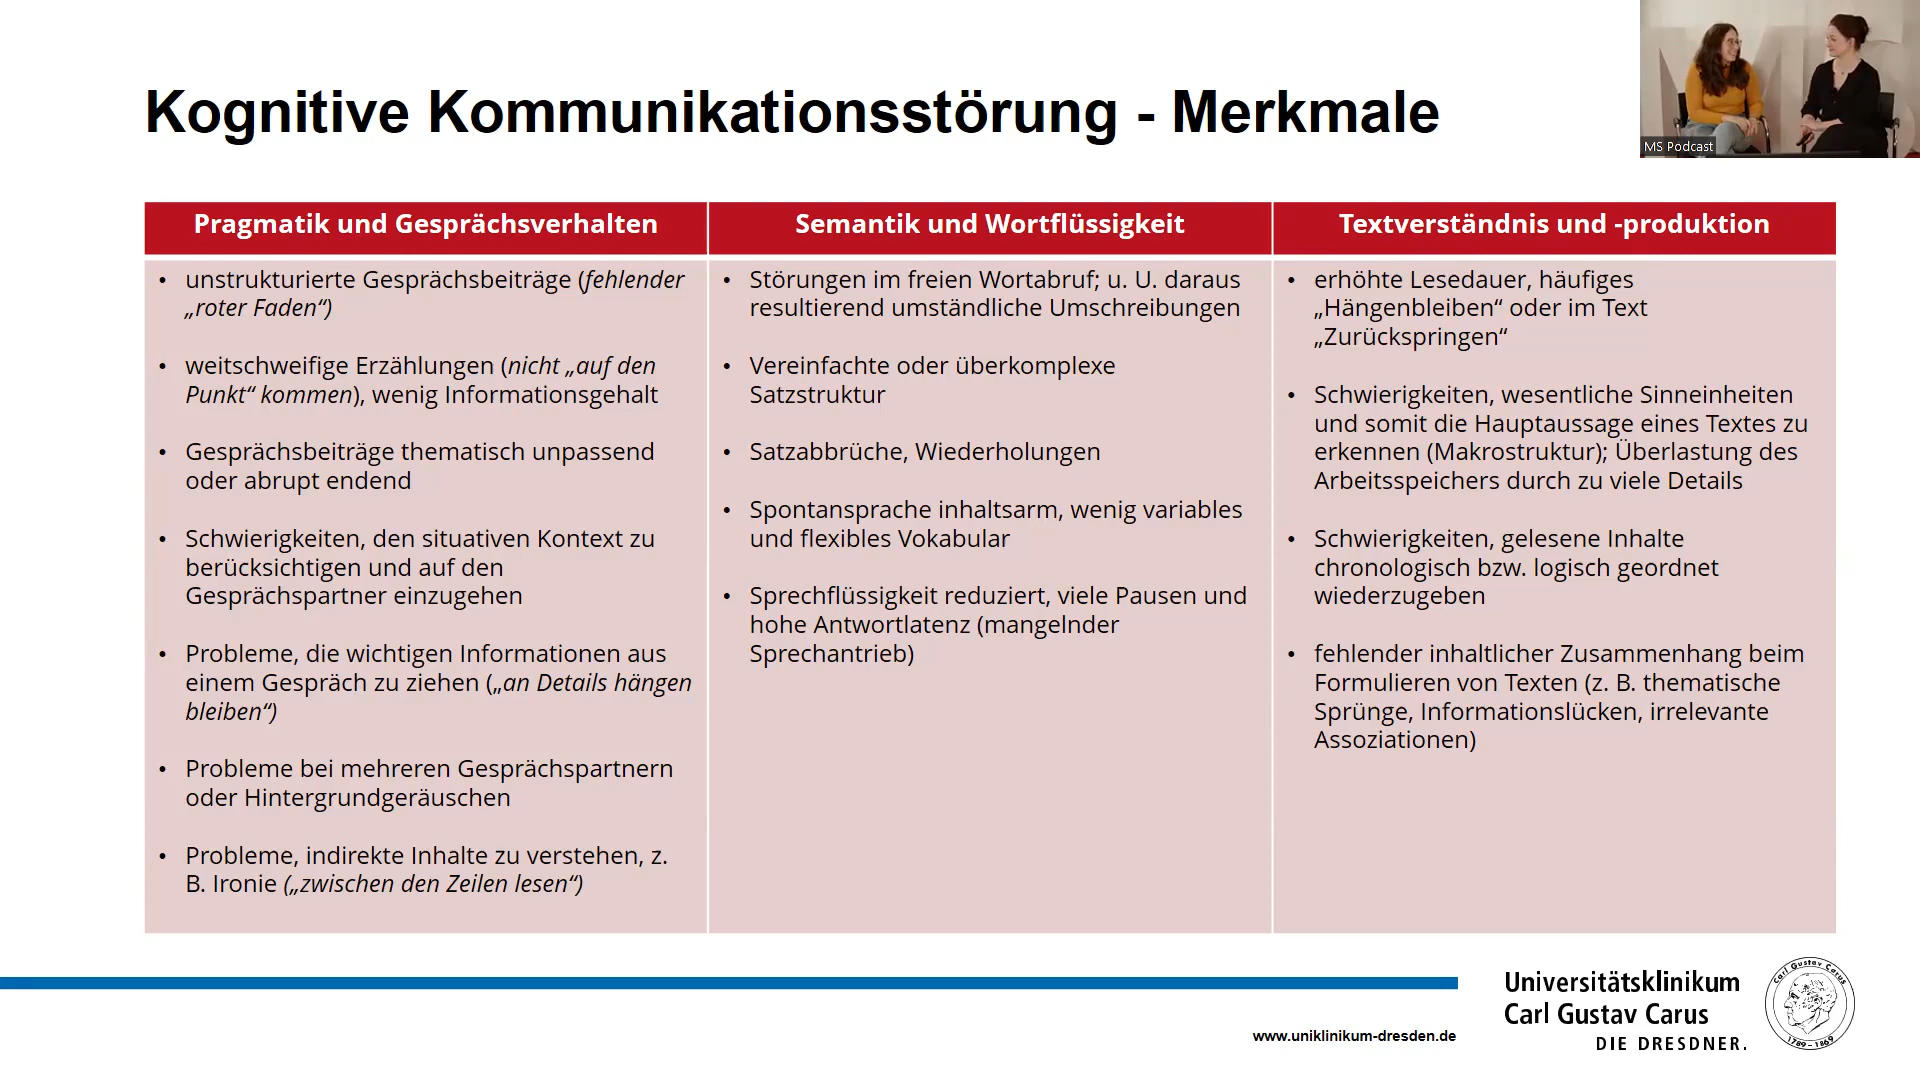 Kognitive Kommunikationsstörung - Merkmale
MS Podcast
Pragmatik und Gesprächsverhalten
• unstrukturierte Gesprächsbeiträge (fehlender
„roter Faden“)
• weitschweifige Erzählungen (nicht „auf den
Punkt“ kommen), wenig Informationsgehalt
• Gesprächsbeiträge thematisch unpassend
oder abrupt endend
• Schwierigkeiten, den situativen Kontext zu
berücksichtigen und auf den
Gesprächspartner einzugehen
• Probleme, die wichtigen Informationen aus
einem Gespräch zu ziehen („an Details hängen
bleiben“)
• Probleme bei mehreren Gesprächspartnern
oder Hintergrundgeräuschen
• Probleme, indirekte Inhalte zu verstehen, z.
B. Ironie („zwischen den Zeilen lesen“)
Semantik und Wortflüssigkeit
• Störungen im freien Wortabruf; u. U. daraus
resultierend umständliche Umschreibungen
• Vereinfachte oder überkomplexe
Satzstruktur
• Satzabbrüche, Wiederholungen
• Spontansprache inhaltsarm, wenig variables
und flexibles Vokabular
• Sprechflüssigkeit reduziert, viele Pausen und
hohe Antwortlatenz (mangelnder
Sprechantrieb)
Textverständnis und -produktion
• erhöhte Lesedauer, häufiges
„Hängenbleiben“ oder im Text
„Zurückspringen“
• Schwierigkeiten, wesentliche Sinneinheiten
und somit die Hauptaussage eines Textes zu
erkennen (Makrostruktur); Überlastung des
Arbeitsspeichers durch zu viele Details
• Schwierigkeiten, gelesene Inhalte
chronologisch bzw. logisch geordnet
wiederzugeben
• fehlender inhaltlicher Zusammenhang beim
Formulieren von Texten (z. B. thematische
Sprünge, Informationslücken, irrelevante
Assoziationen)
www.uniklinikum-dresden.de
Universitätsklinikum
Carl Gustav Carus
DIE DRESDNER.
Carl Gustav Carus
1789-1869